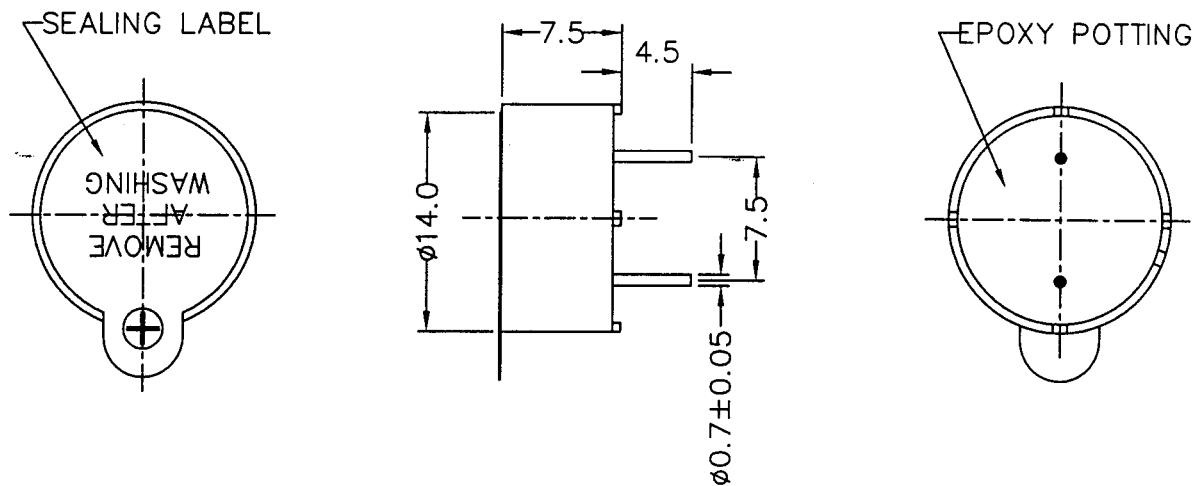 SEALING LABEL
REMOVE
AFTER
WASHING
+
7.5
4.5
ø14.0
7.5
ø0.7±0.05
EPOXY POTTING